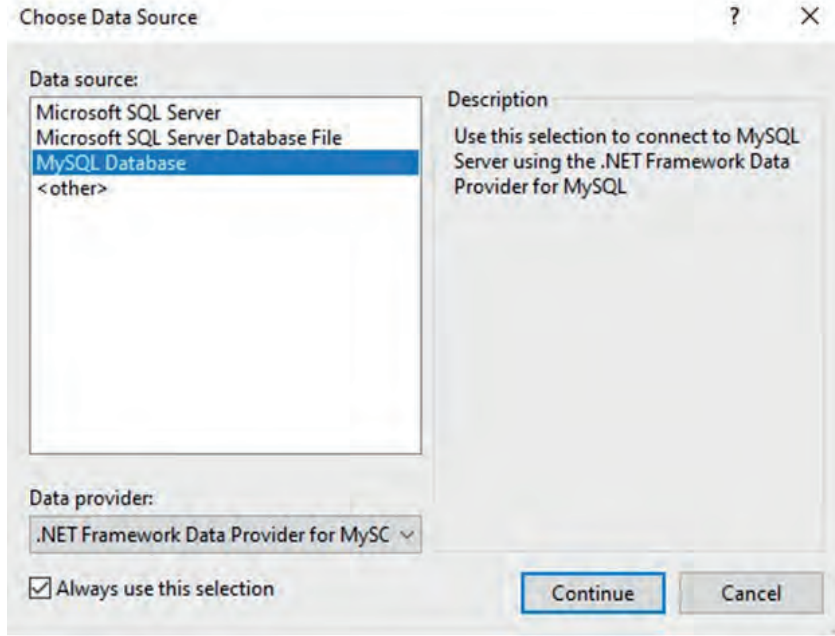 Choose Data Source
? ×
Data source:
Microsoft SQL Server
Microsoft SQL Server Database File
MySQL Database
<other>
Description
Use this selection to connect to MySQL
Server using the .NET Framework Data
Provider for MySQL
Data provider:
.NET Framework Data Provider for MySC
Always use this selection
Continue
Cancel